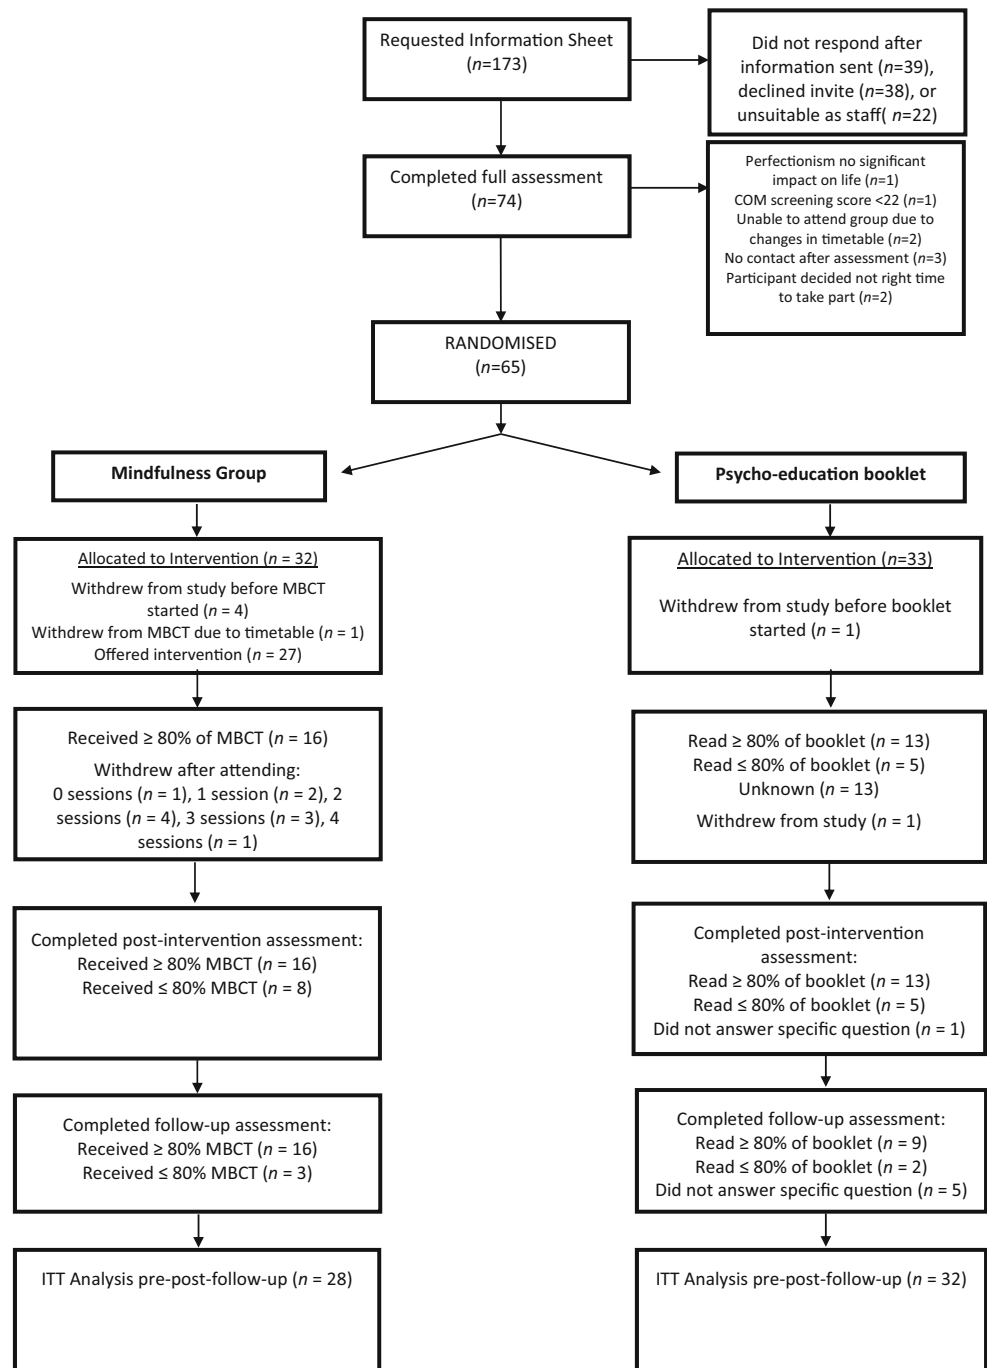 Requested Information Sheet
(n=173)
Did not respond after
information sent (n=39),
declined invite (n=38), or
unsuitable as staff( n=22)
Completed full assessment
(n=74)
Perfectionism no significant
impact on life (n=1)
COM screening score <22 (n=1)
Unable to attend group due to
changes in timetable (n=2)
No contact after assessment (n=3)
Participant decided not right time
to take part (n=2)
RANDOMISED
(n=65)
Mindfulness Group
Allocated to Intervention (n = 32)
Withdrew from study before MBCT
started (n = 4)
Withdrew from MBCT due to timetable (n = 1)
Offered intervention (n = 27)
Received ≥ 80% of MBCT (n = 16)
Withdrew after attending:
0 sessions (n = 1), 1 session (n = 2), 2
sessions (n = 4), 3 sessions (n = 3), 4
sessions (n = 1)
Completed post-intervention assessment:
Received ≥ 80% MBCT (n = 16)
Received ≤ 80% MBCT (n = 8)
Completed follow-up assessment:
Received ≥ 80% MBCT (n = 16)
Received ≤ 80% MBCT (n = 3)
ITT Analysis pre-post-follow-up (n = 28)
Psycho-education booklet
Allocated to Intervention (n=33)
Withdrew from study before booklet
started (n = 1)
Read ≥ 80% of booklet (n = 13)
Read ≤ 80% of booklet (n = 5)
Unknown (n = 13)
Withdrew from study (n = 1)
Completed post-intervention
assessment:
Read ≥ 80% of booklet (n = 13)
Read ≤ 80% of booklet (n = 5)
Did not answer specific question (n = 1)
Completed follow-up assessment:
Read ≥ 80% of booklet (n = 9)
Read ≤ 80% of booklet (n = 2)
Did not answer specific question (n = 5)
ITT Analysis pre-post-follow-up (n = 32)